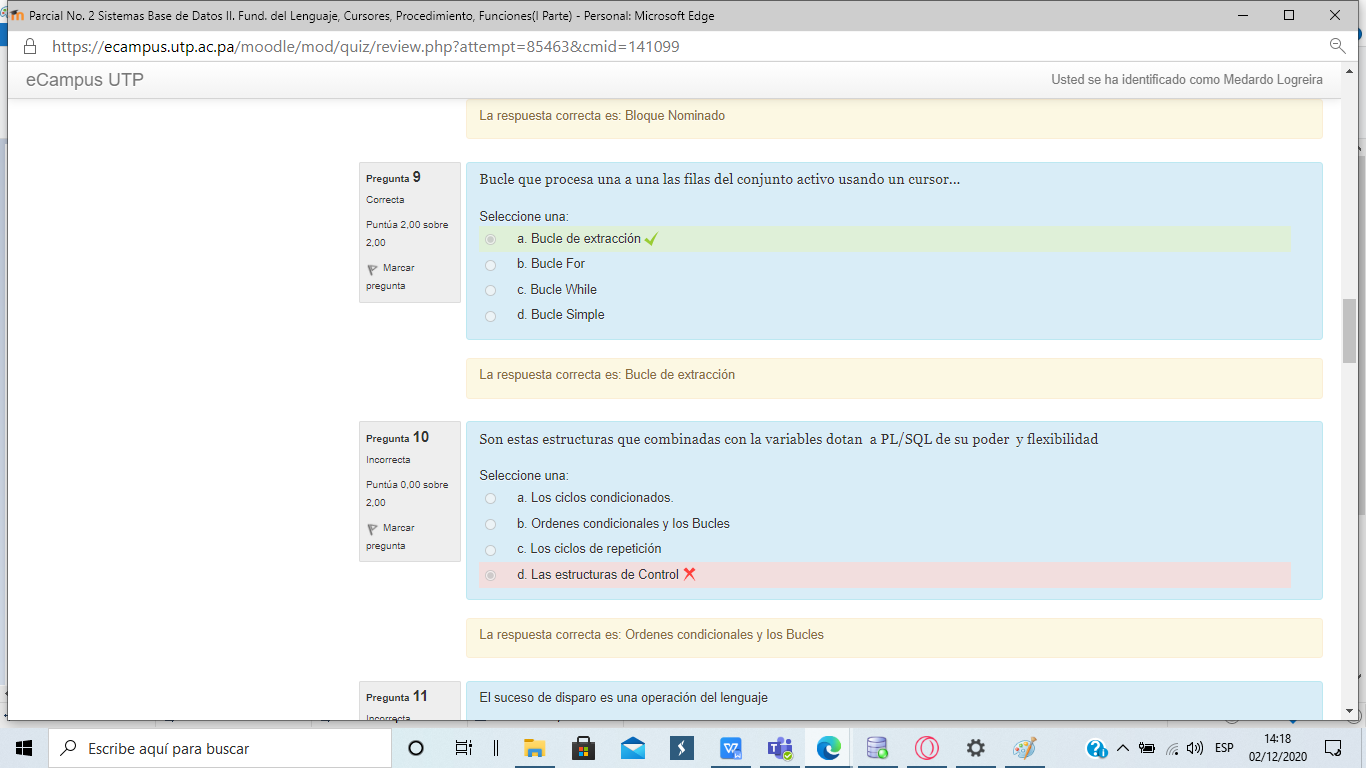 Parcial No. 2 Sistemas Base de Datos II. Fund. del Lenguaje, Cursores, Procedimiento, Funciones(I Parte) - Personal: Microsoft Edge
https://ecampus.utp.ac.pa/moodle/mod/quiz/review.php?attempt=85463&cmid=141099
eCampus UTP
Usted se ha identificado como Medardo Logreira
La respuesta correcta es: Bloque Nominado
Pregunta 9
Correcta
Puntúa 2,00 sobre
2,00
Marcar
pregunta
Bucle que procesa una a una las filas del conjunto activo usando un cursor...
Seleccione una:
a. Bucle de extracción
b. Bucle For
c. Bucle While
d. Bucle Simple
La respuesta correcta es: Bucle de extracción
Pregunta 10
Incorrecta
Puntúa 0,00 sobre
2,00
Marcar
pregunta
Son estas estructuras que combinadas con la variables dotan  a PL/SQL de su poder  y flexibilidad
Seleccione una:
a. Los ciclos condicionados.
b. Ordenes condicionales y los Bucles
c. Los ciclos de repetición
d. Las estructuras de Control
La respuesta correcta es: Ordenes condicionales y los Bucles
Pregunta 11
Incorrecta
El suceso de disparo es una operación del lenguaje
Escribe aquí para buscar
ESP
14:18
02/12/2020